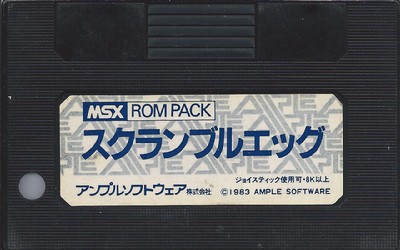 MSX ROM PACK
スクランブルエッグ
ジョイスティック使用可・8K以上
アンプルソフトウェア株式会社 ©1983 AMPLE SOFTWARE